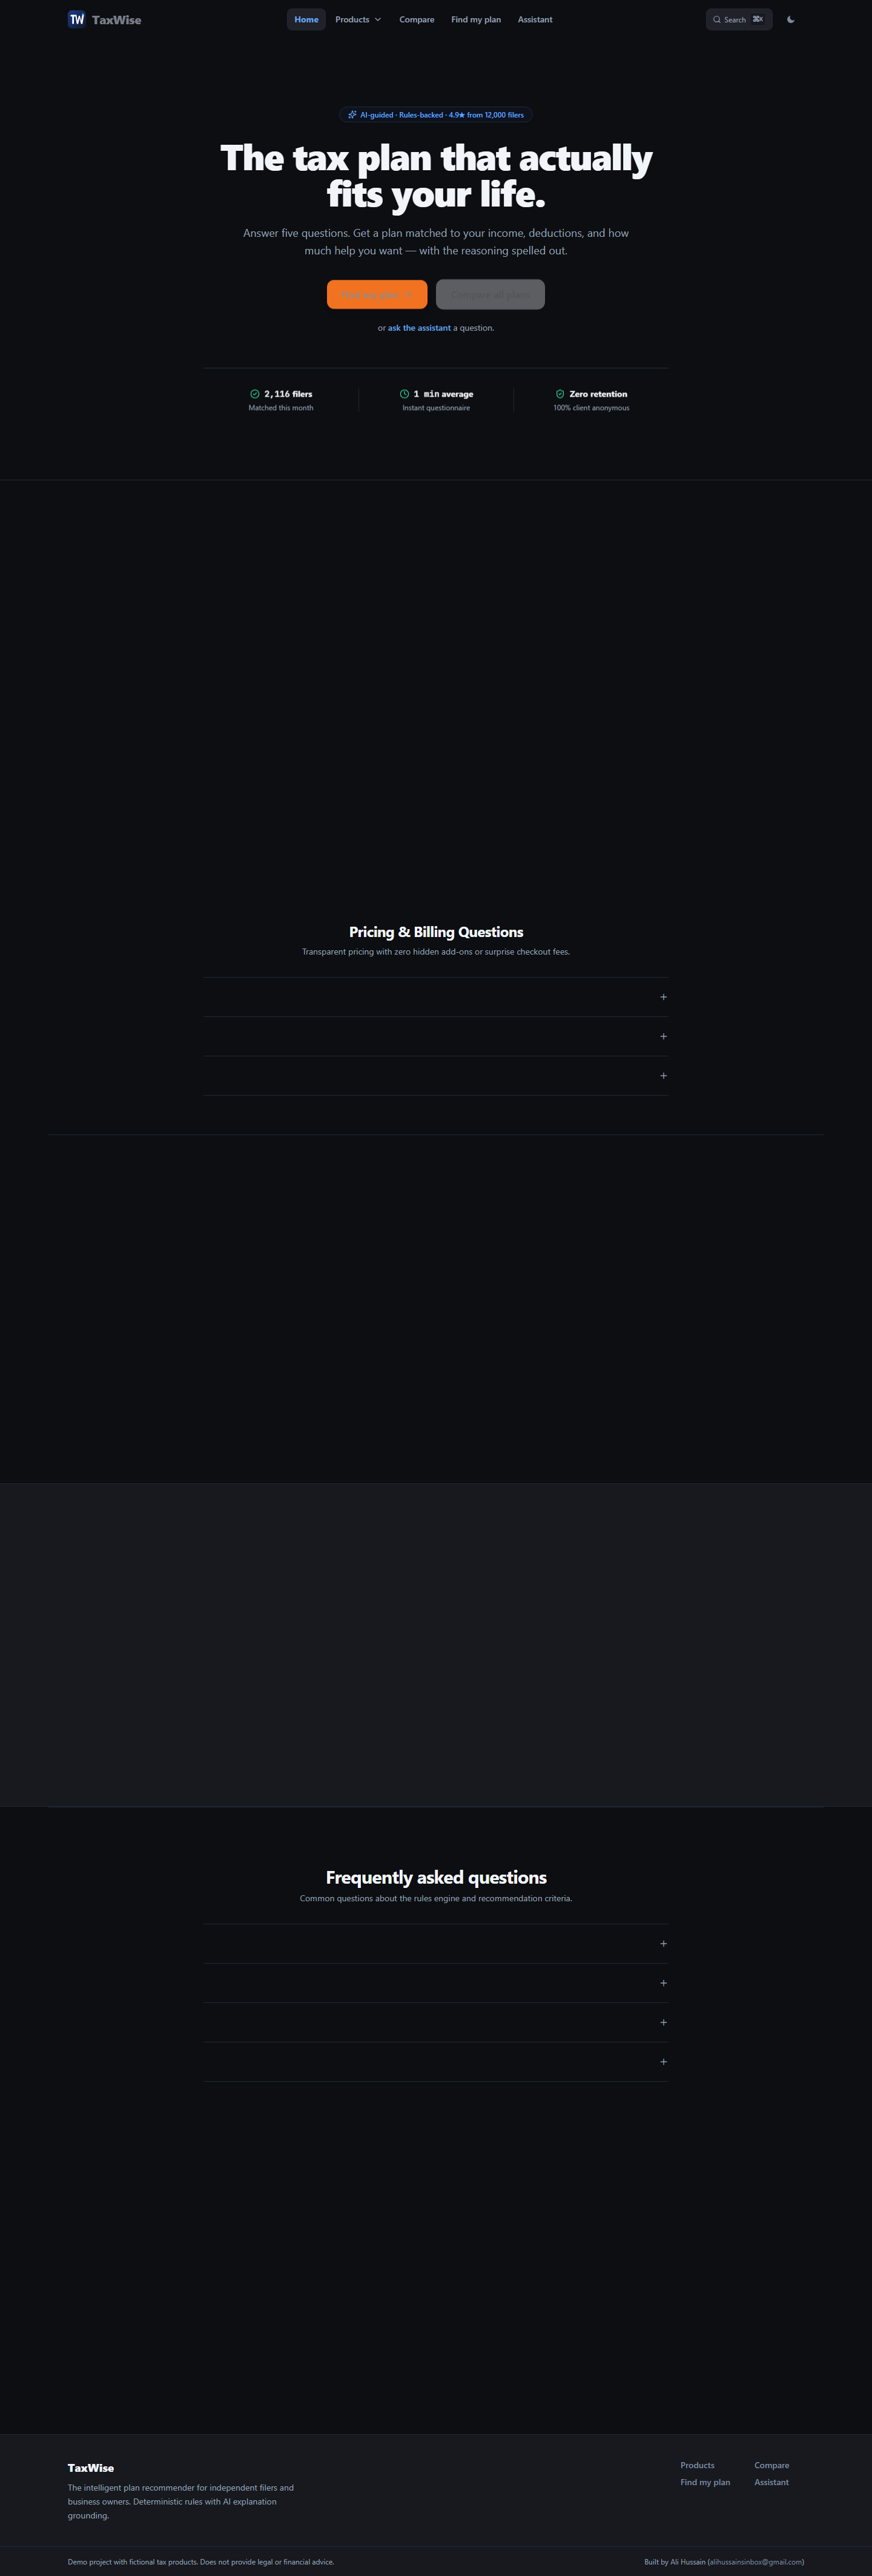 TW TaxWise
Home Products Compare Find my plan Assistant
Search ⌘K
AI-guided · Rules-backed · 4.9★ from 12,000 filers
The tax plan that actually
fits your life.
Answer five questions. Get a plan matched to your income, deductions, and how
much help you want — with the reasoning spelled out.
or ask the assistant a question.
2,116 filers
Matched this month
1 min average
Instant questionnaire
Zero retention
100% client anonymous
Pricing & Billing Questions
Transparent pricing with zero hidden add-ons or surprise checkout fees.
Frequently asked questions
Common questions about the rules engine and recommendation criteria.
TaxWise
The intelligent plan recommender for independent filers and
business owners. Deterministic rules with AI explanation
grounding.
Products Compare
Find my plan Assistant
Demo project with fictional tax products. Does not provide legal or financial advice.
Built by Ali Hussain (alihussainsinbox@gmail.com)